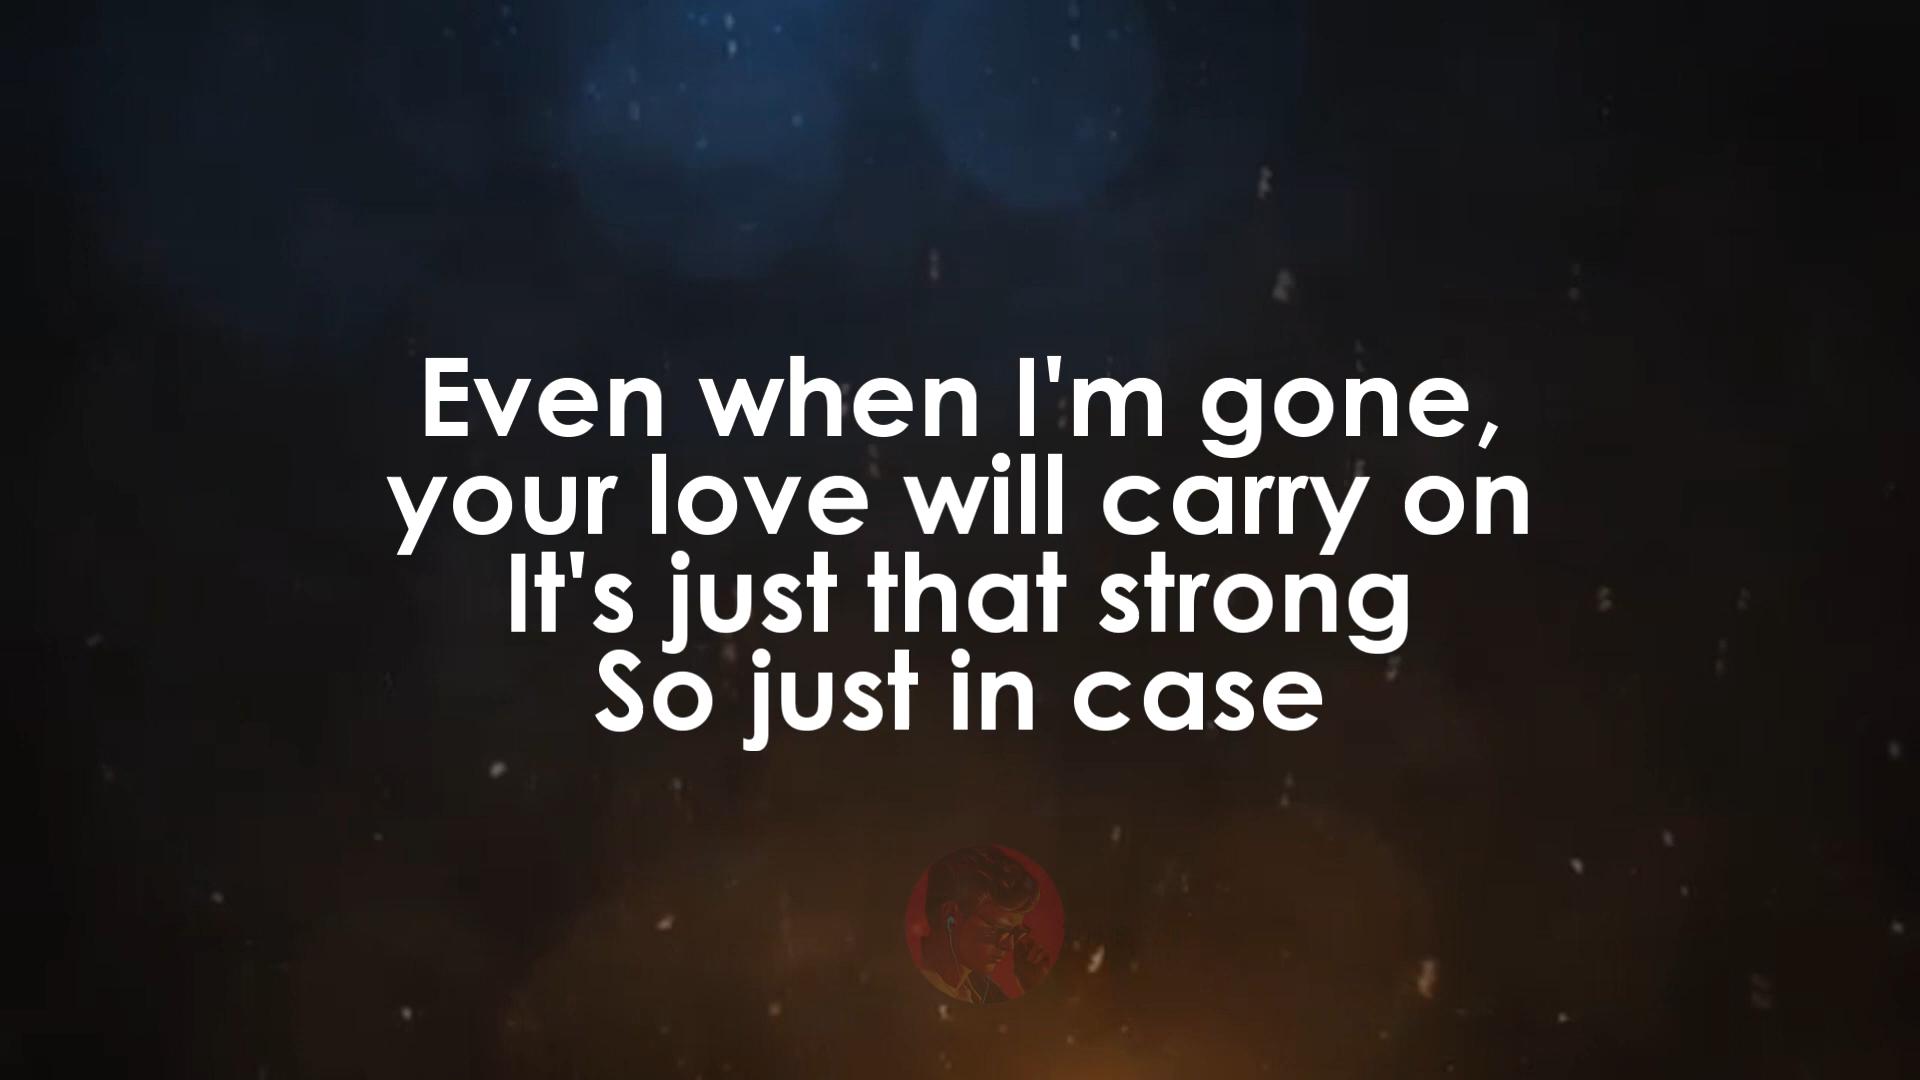 Even when I'm gone,
your love will carry on
It's just that strong
So just in case